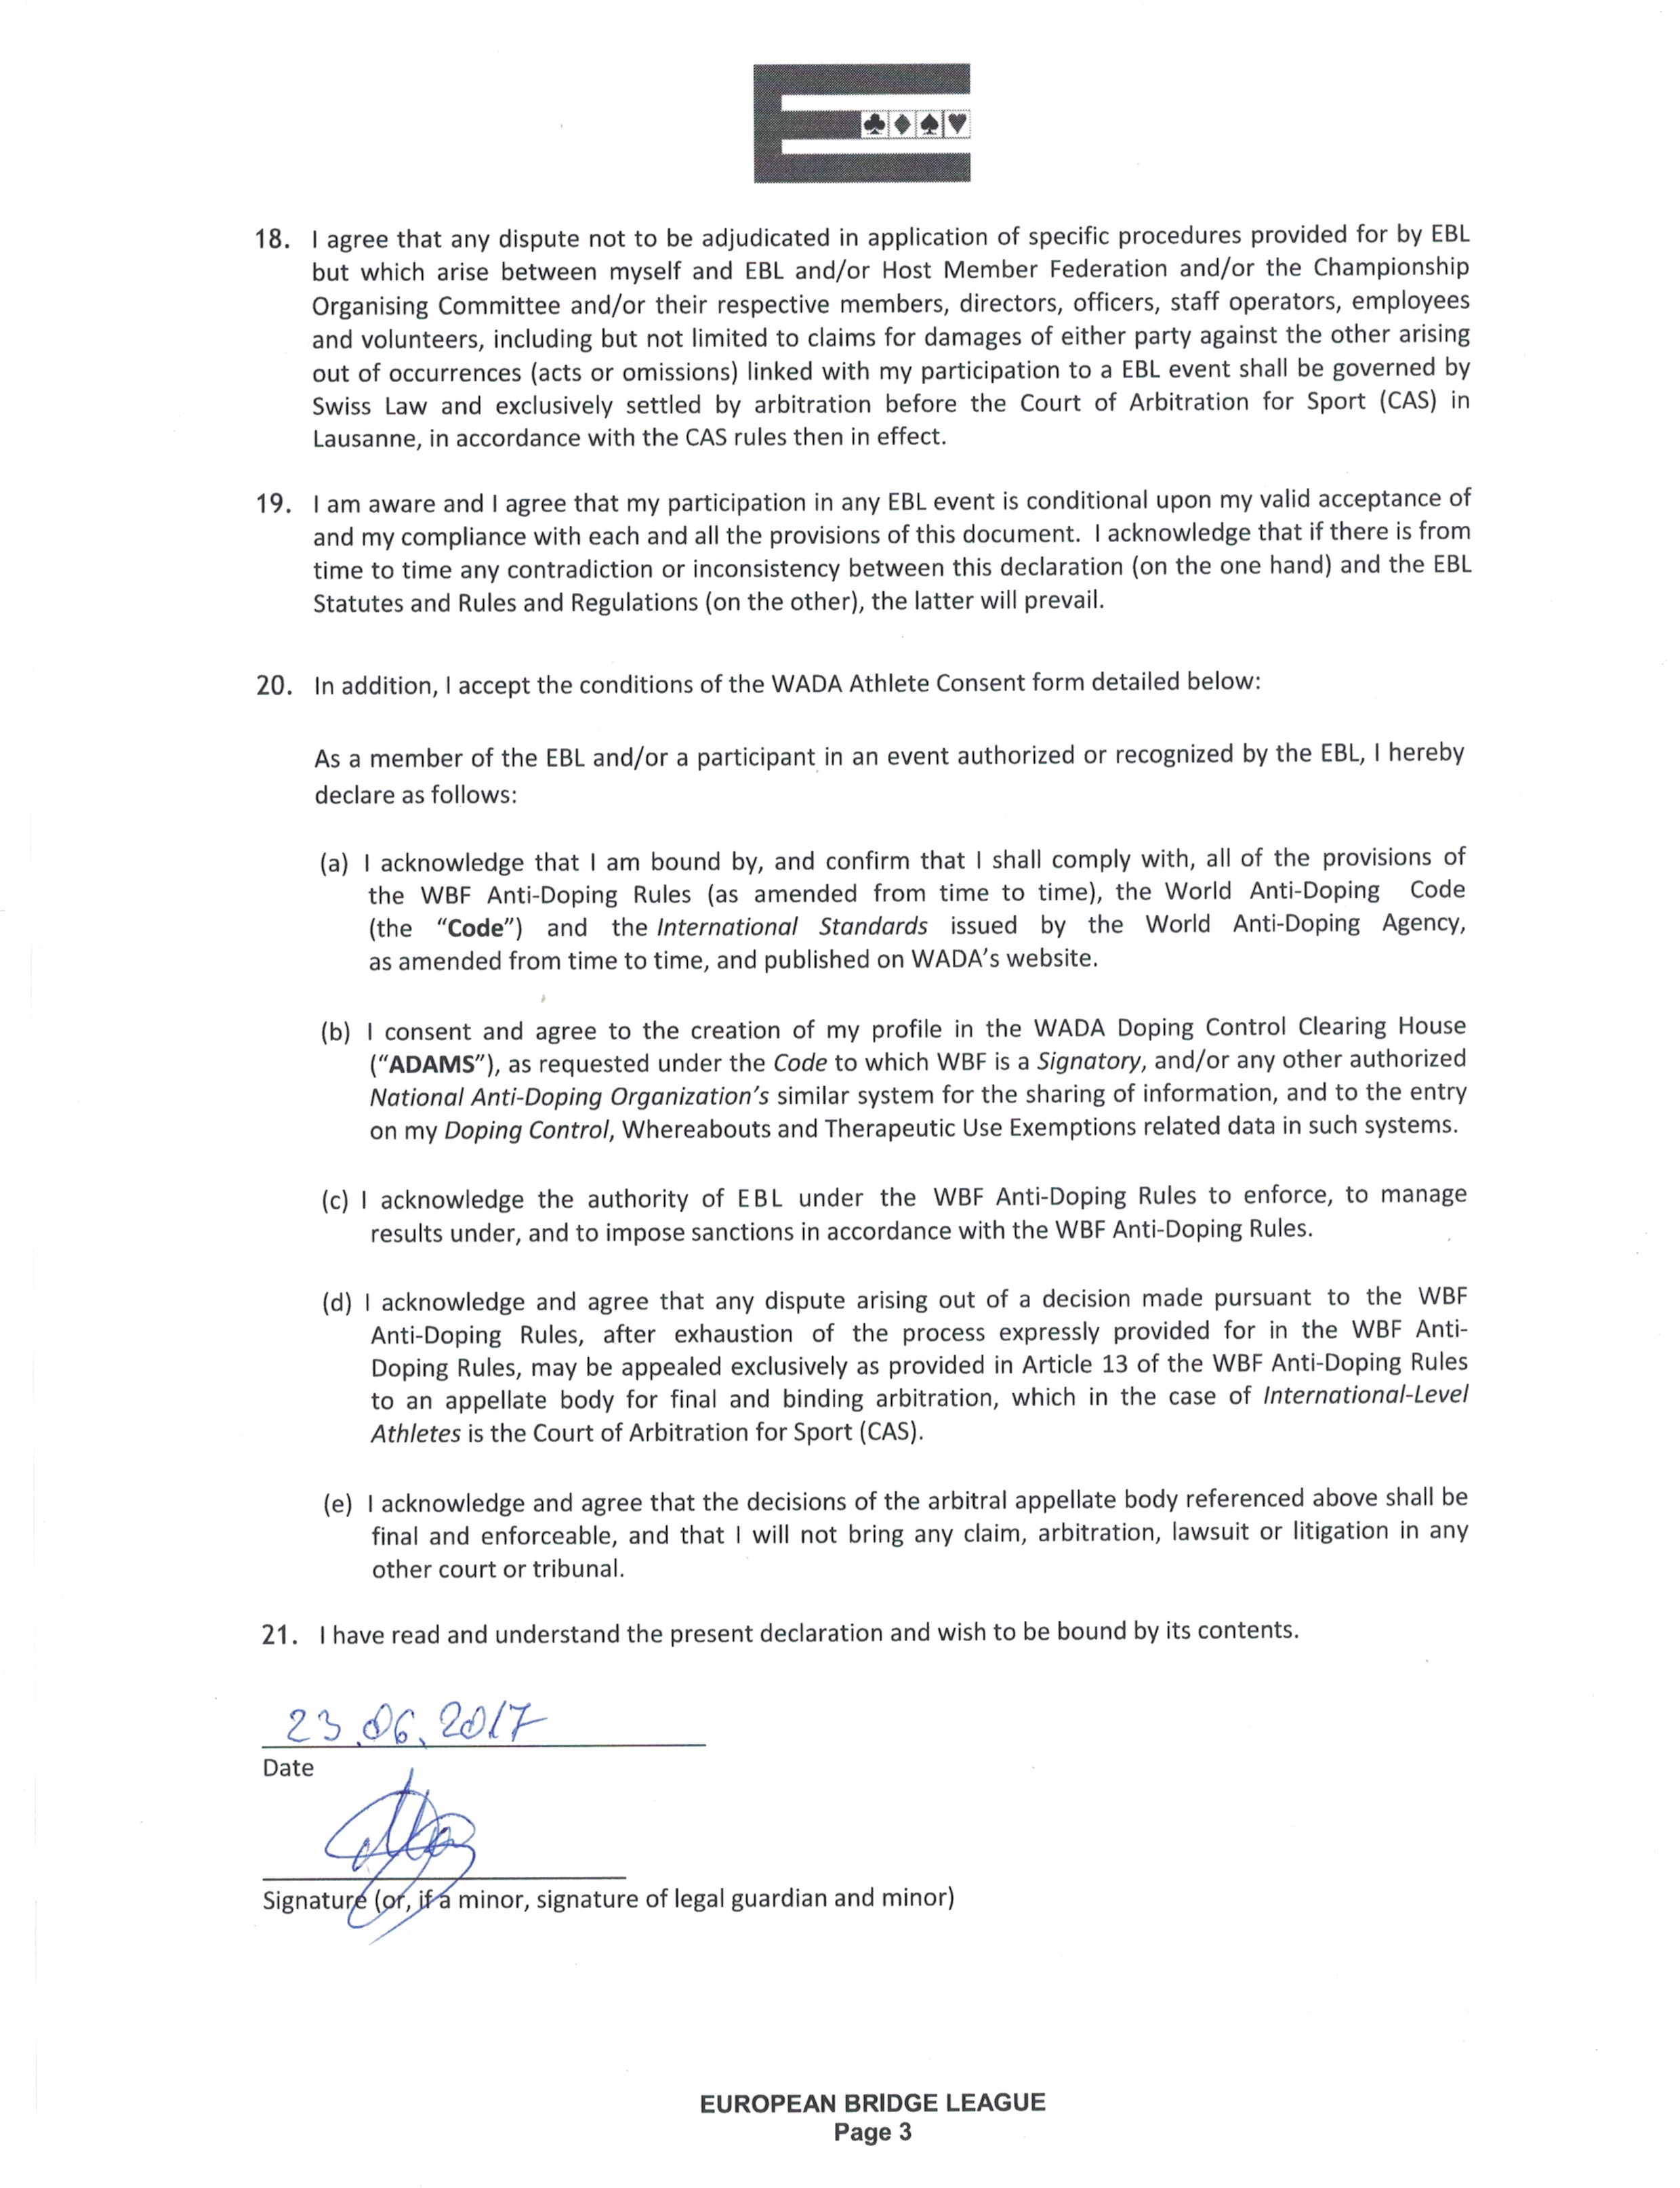 18. I agree that any dispute not to be adjudicated in application of specific procedures provided for by EBL
but which arise between myself and EBL and/or Host Member Federation and/or the Championship
Organising Committee and/or their respective members, directors, officers, staff operators, employees
and volunteers, including but not limited to claims for damages of either party against the other arising
out of occurrences (acts or omissions) linked with my participation to a EBL event shall be governed by
Swiss Law and exclusively settled by arbitration before the Court of Arbitration for Sport (CAS) in
Lausanne, in accordance with the CAS rules then in effect.
19. I am aware and I agree that my participation in any EBL event is conditional upon my valid acceptance of
and my compliance with each and all the provisions of this document. I acknowledge that if there is from
time to time any contradiction or inconsistency between this declaration (on the one hand) and the EBL
Statutes and Rules and Regulations (on the other), the latter will prevail.
20. In addition, I accept the conditions of the WADA Athlete Consent form detailed below:
As a member of the EBL and/or a participant in an event authorized or recognized by the EBL, I hereby
declare as follows:
(a) I acknowledge that I am bound by, and confirm that I shall comply with, all of the provisions of
the WBF Anti-Doping Rules (as amended from time to time), the World Anti-Doping Code
(the “Code”) and the International Standards issued by the World Anti-Doping Agency,
as amended from time to time, and published on WADA’s website.
(b) I consent and agree to the creation of my profile in the WADA Doping Control Clearing House
(“ADAMS”), as requested under the Code to which WBF is a Signatory, and/or any other authorized
National Anti-Doping Organization’s similar system for the sharing of information, and to the entry
on my Doping Control, Whereabouts and Therapeutic Use Exemptions related data in such systems.
(c) I acknowledge the authority of EBL under the WBF Anti-Doping Rules to enforce, to manage
results under, and to impose sanctions in accordance with the WBF Anti-Doping Rules.
(d) I acknowledge and agree that any dispute arising out of a decision made pursuant to the WBF
Anti-Doping Rules, after exhaustion of the process expressly provided for in the WBF Anti-
Doping Rules, may be appealed exclusively as provided in Article 13 of the WBF Anti-Doping Rules
to an appellate body for final and binding arbitration, which in the case of International-Level
Athletes is the Court of Arbitration for Sport (CAS).
(e) I acknowledge and agree that the decisions of the arbitral appellate body referenced above shall be
final and enforceable, and that I will not bring any claim, arbitration, lawsuit or litigation in any
other court or tribunal.
21. I have read and understand the present declaration and wish to be bound by its contents.
23.06.2017
Date
Signature (or, if a minor, signature of legal guardian and minor)
EUROPEAN BRIDGE LEAGUE
Page 3